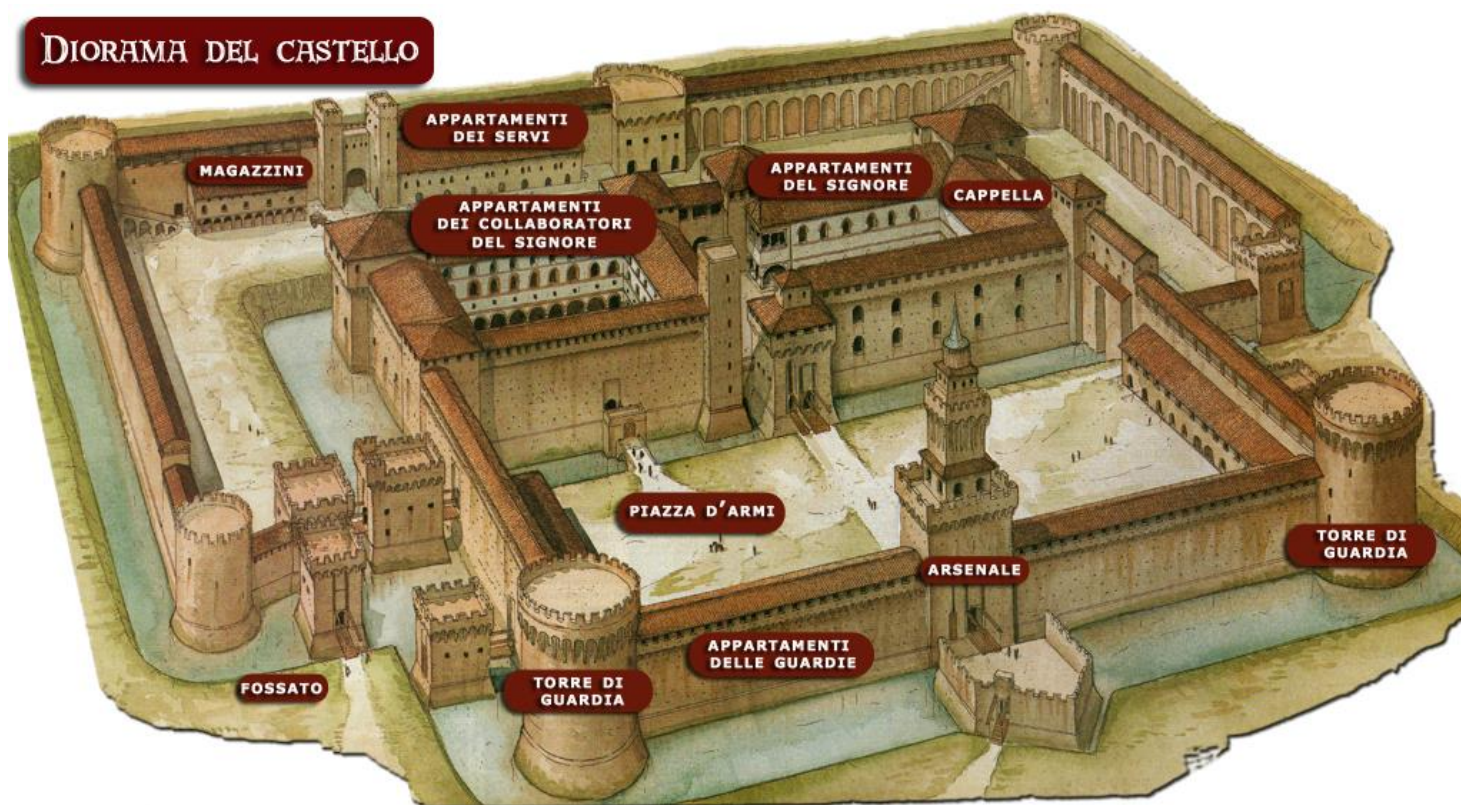 DIORAMA DEL CASTELLO
APPARTAMENTI
DEI SERVI
MAGAZZINI
APPARTAMENTI
DEL SIGNORE
CAPPELLA
APPARTAMENTI
DEI COLLABORATORI
DEL SIGNORE
PIAZZA D'ARMI
TORRE DI
GUARDIA
ARSENALE
APPARTAMENTI
DELLE GUARDIE
FOSSATO
TORRE DI
GUARDIA